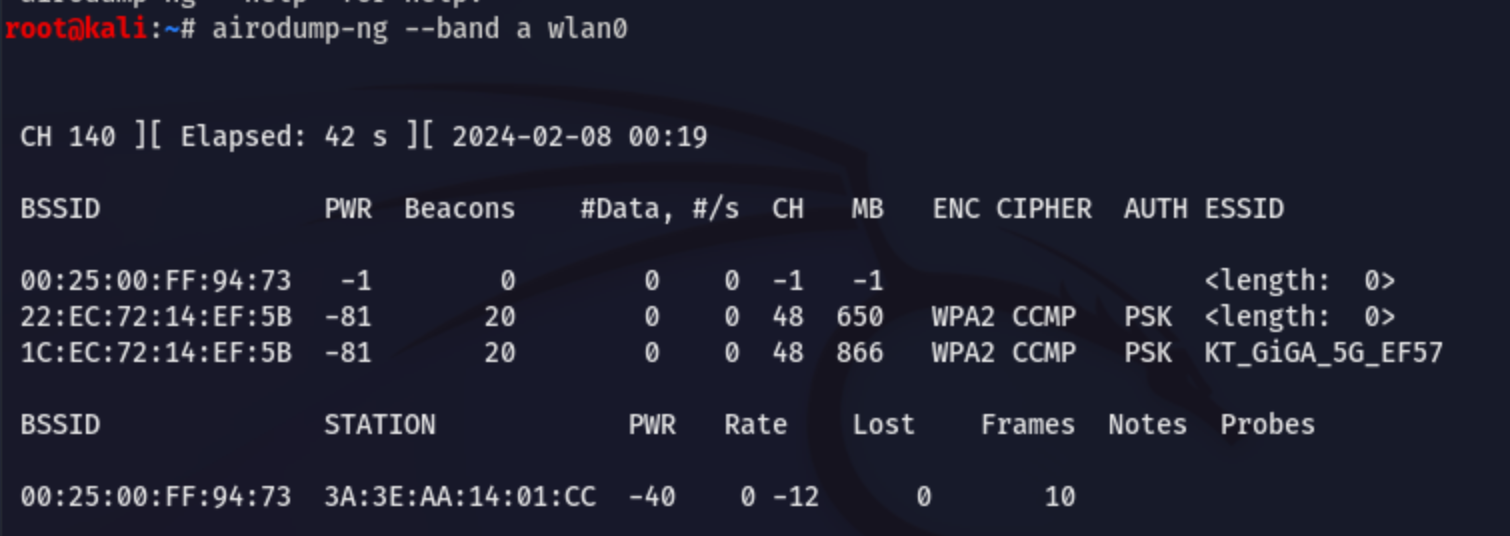 root@kali:~# airodump-ng --band a wlan0
CH 140 ][ Elapsed: 42 s ][ 2024-02-08 00:19
BSSID PWR Beacons #Data, #/s CH MB ENC CIPHER AUTH ESSID
00:25:00:FF:94:73 -1 0 0 0 -1 -1 <length: 0>
22:EC:72:14:EF:5B -81 20 0 0 48 650 WPA2 CCMP PSK <length: 0>
1C:EC:72:14:EF:5B -81 20 0 0 48 866 WPA2 CCMP PSK KT_GiGA_5G_EF57
BSSID STATION PWR Rate Lost Frames Notes Probes
00:25:00:FF:94:73 3A:3E:AA:14:01:CC -40 0 -12 0 10